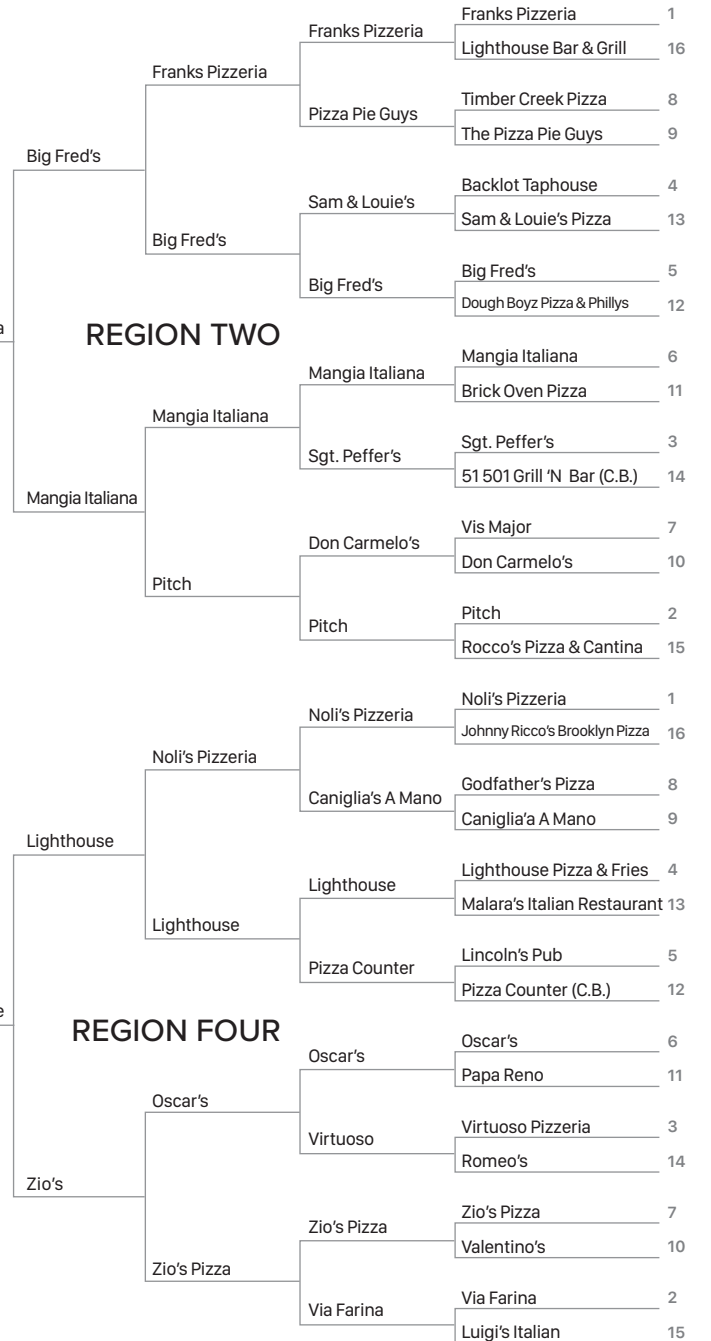 Franks Pizzeria 1
Franks Pizzeria
Lighthouse Bar & Grill 16
Franks Pizzeria
Timber Creek Pizza 8
Pizza Pie Guys
The Pizza Pie Guys 9
Big Fred's
Backlot Taphouse 4
Sam & Louie's
Sam & Louie's Pizza 13
Big Fred's
Big Fred's 5
Big Fred's
Dough Boyz Pizza & Phillys 12
a
REGION TWO
Mangia Italiana 6
Mangia Italiana
Brick Oven Pizza 11
Mangia Italiana
Sgt. Peffer's 3
Sgt. Peffer's
51 501 Grill 'N Bar (C.B.) 14
Mangia Italiana
Vis Major 7
Don Carmelo's
Don Carmelo's 10
Pitch
Pitch 2
Pitch
Rocco's Pizza & Cantina 15
Noli's Pizzeria 1
Noli's Pizzeria
Johnny Ricco's Brooklyn Pizza 16
Noli's Pizzeria
Godfather's Pizza 8
Caniglia's A Mano
Caniglia'a A Mano 9
Lighthouse
Lighthouse Pizza & Fries 4
Lighthouse
Malara's Italian Restaurant 13
Lighthouse
Lincoln's Pub 5
Pizza Counter
Pizza Counter (C.B.) 12
e
REGION FOUR
Oscar's 6
Oscar's
Papa Reno 11
Oscar's
Virtuoso Pizzeria 3
Virtuoso
Romeo's 14
Zio's
Zio's Pizza 7
Zio's Pizza
Valentino's 10
Zio's Pizza
Via Farina 2
Via Farina
Luigi's Italian 15